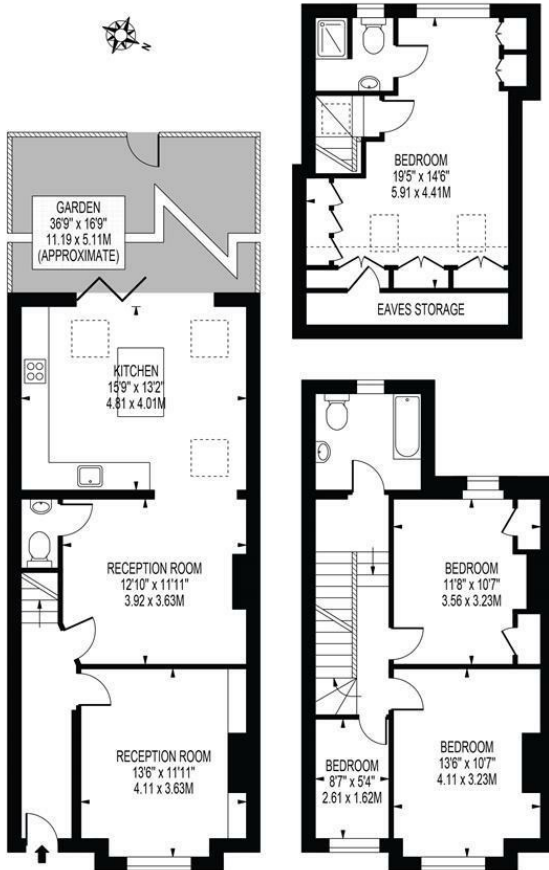 N
GARDEN
36'9" x 16'9"
11.19 x 5.11M
(APPROXIMATE)
KITCHEN
15'9" x 13'2"
4.81 x 4.01M
RECEPTION ROOM
12'10" x 11'11"
3.92 x 3.63M
RECEPTION ROOM
13'6" x 11'11"
4.11 x 3.63M
BEDROOM
19'5" x 14'6"
5.91 x 4.41M
EAVES STORAGE
BEDROOM
11'8" x 10'7"
3.56 x 3.23M
BEDROOM
8'7" x 5'4"
2.61 x 1.62M
BEDROOM
13'6" x 10'7"
4.11 x 3.23M